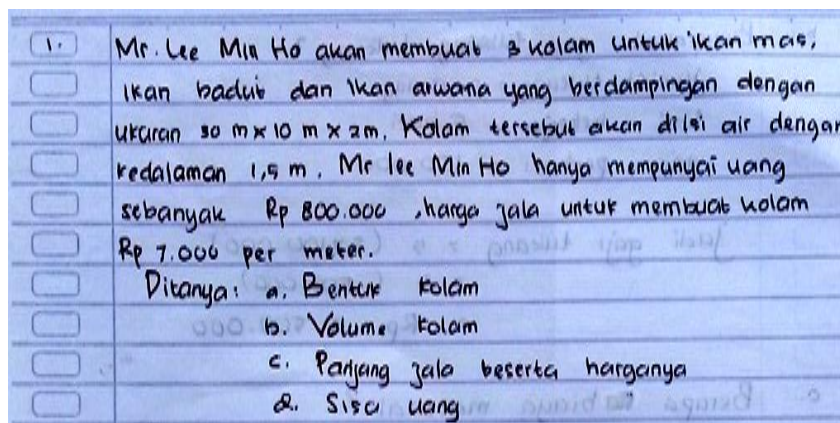 1. Mr. Lee Min Ho akan membuat 3 kolam untuk ikan mas,
ikan badut dan ikan arwana yang berdampingan dengan
ukuran 30 m x 10 m x 2m. Kolam tersebut akan diisi air dengan
kedalaman 1,5 m. Mr lee Min Ho hanya mempunyai uang
sebanyak Rp 800.000 , harga jala untuk membuat kolam
Rp 7.000 per meter.
Ditanya: a. Bentuk kolam
b. Volume kolam
c. Panjang jala beserta harganya
d. Sisa uang